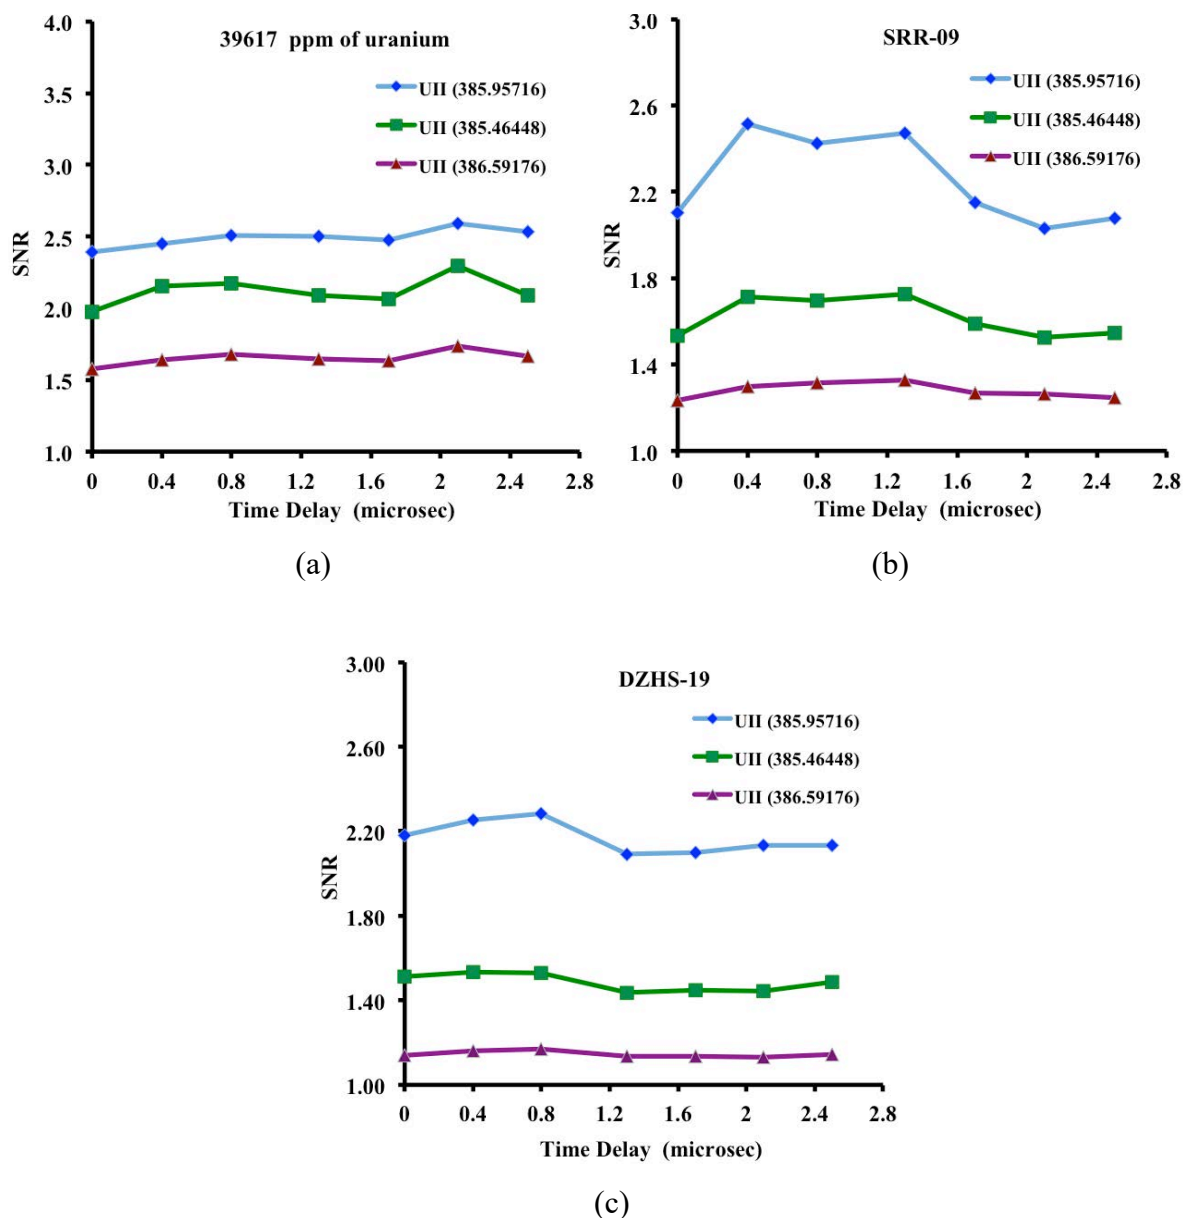 39617 ppm of uranium
UII (385.95716)
UII (385.46448)
UII (386.59176)
4.0
3.5
3.0
2.5
2.0
1.5
1.0
SNR
0 0.4 0.8 1.2 1.6 2 2.4 2.8
Time Delay (microsec)
(a)
SRR-09
UII (385.95716)
UII (385.46448)
UII (386.59176)
3.0
2.6
2.2
1.8
1.4
1.0
SNR
0 0.4 0.8 1.2 1.6 2 2.4 2.8
Time Delay (microsec)
(b)
DZHS-19
UII (385.95716)
UII (385.46448)
UII (386.59176)
3.00
2.60
2.20
1.80
1.40
1.00
SNR
0 0.4 0.8 1.2 1.6 2 2.4 2.8
Time Delay (microsec)
(c)